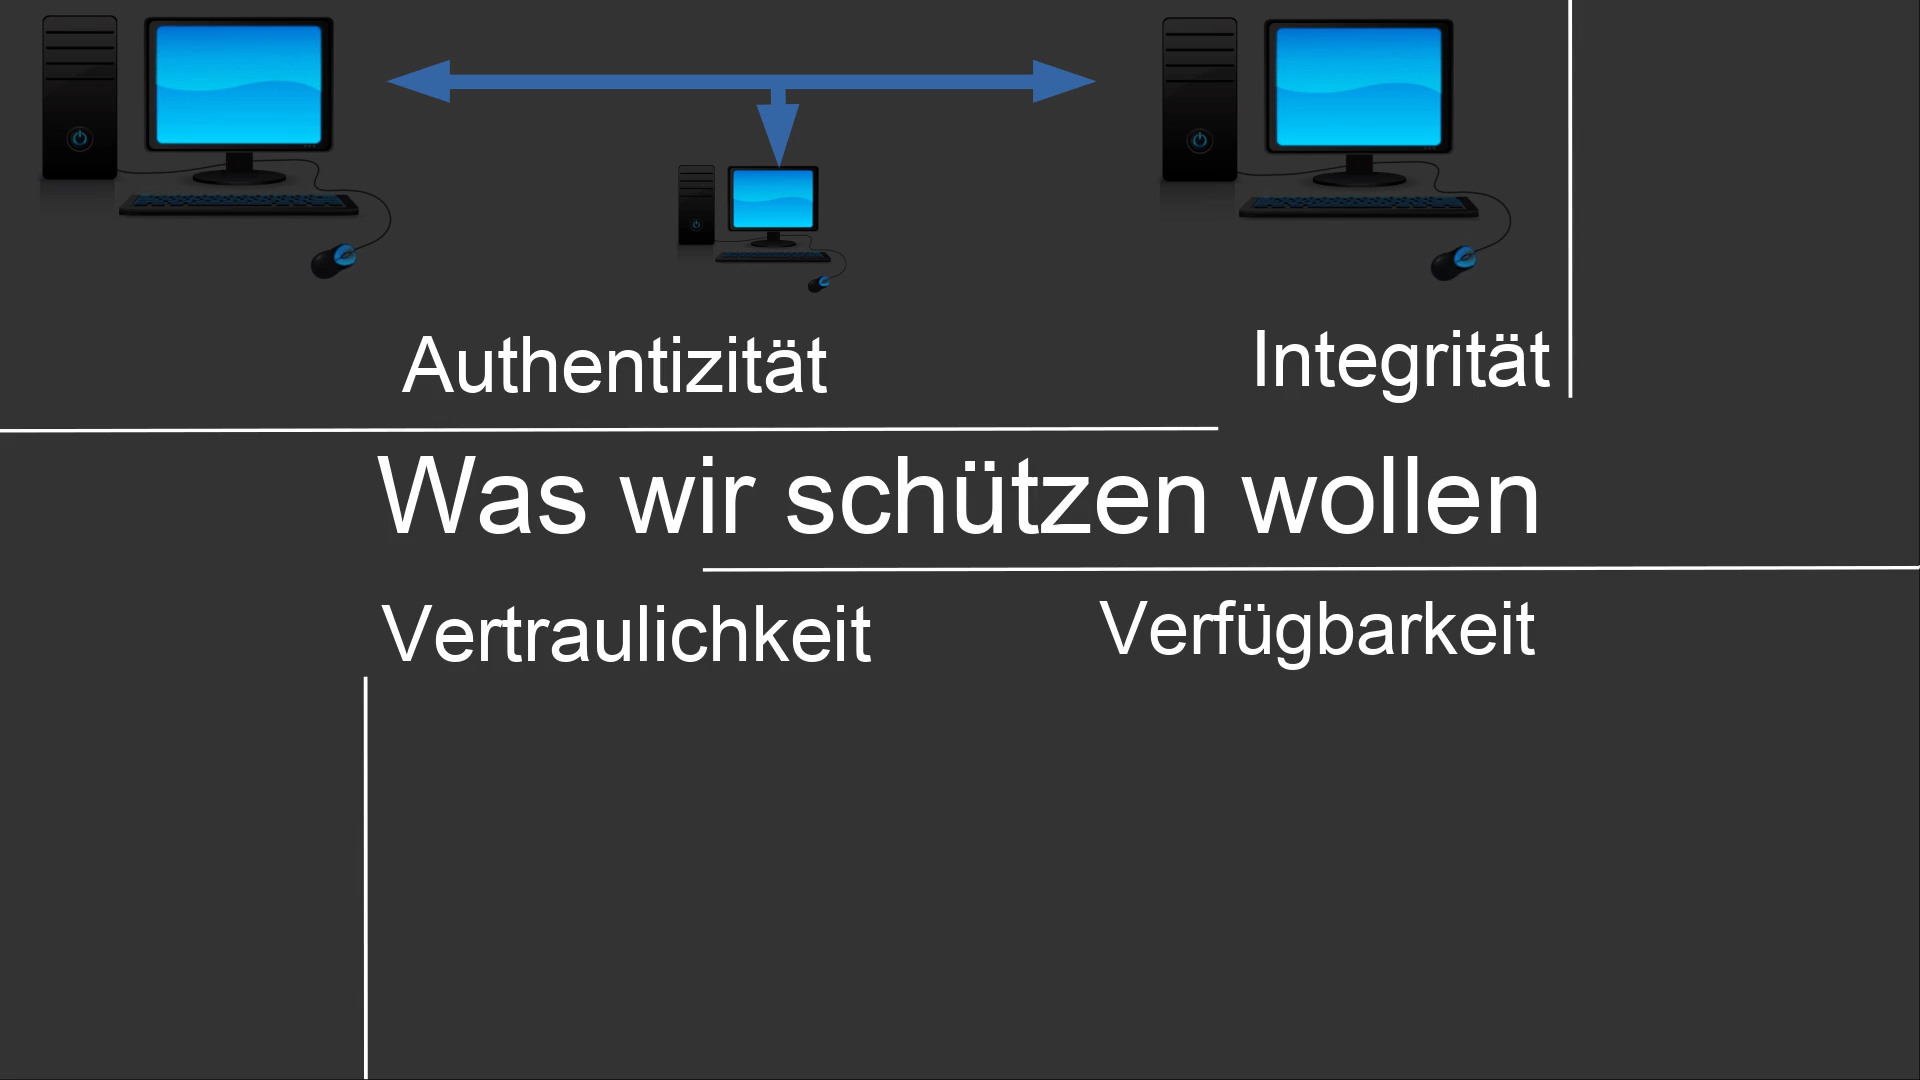 Authentizität
Integrität
Was wir schützen wollen
Vertraulichkeit
Verfügbarkeit